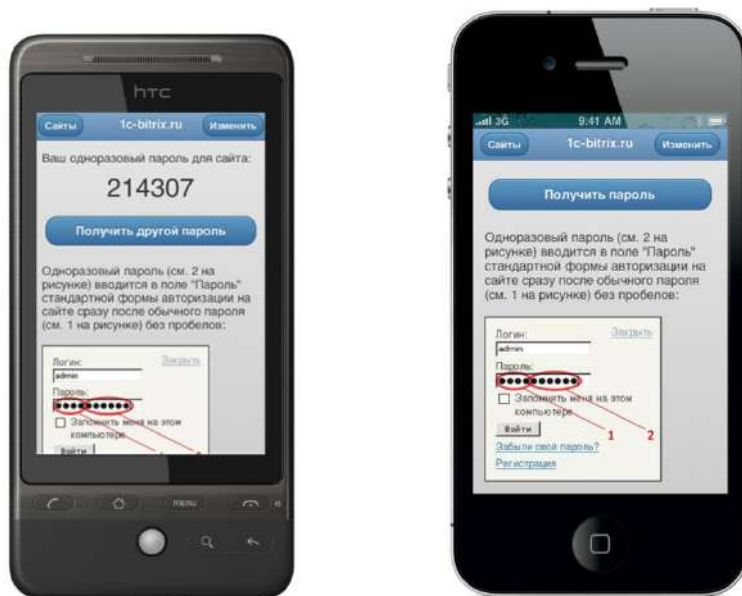 hTC
Сайты 1c-bitrix.ru Изменить
Ваш одноразовый пароль для сайта:
214307
Получить другой пароль
Одноразовый пароль (см. 2 на
рисунке) вводится в поле "Пароль"
стандартной формы авторизации на
сайте сразу после обычного пароля
(см. 1 на рисунке) без пробелов:
Логин: Закрыть
admin
Пароль:
Запомнить меня на этом
компьютере
Войти
menu
3G 9:41 AM
Сайты 1c-bitrix.ru Изменить
Получить пароль
Одноразовый пароль (см. 2 на
рисунке) вводится в поле "Пароль"
стандартной формы авторизации на
сайте сразу после обычного пароля
(см. 1 на рисунке) без пробелов:
Логин: Закрыть
admin
Пароль:
Запомнить меня на этом
компьютере
Войти 1 2
Забыли свой пароль?
Регистрация